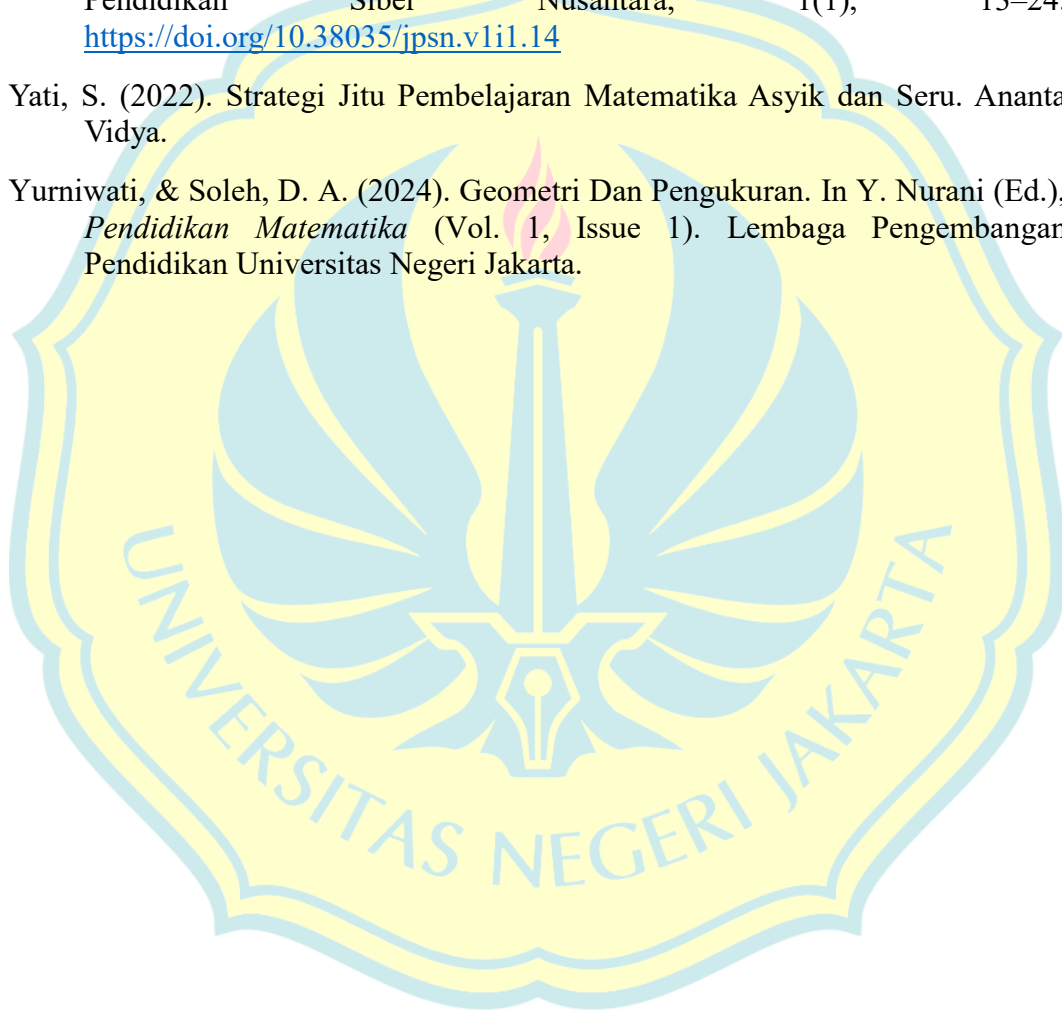 Pendidikan Siber Nusantara, 1(1), 15–24.
https://doi.org/10.38035/jpsn.v1i1.14
Yati, S. (2022). Strategi Jitu Pembelajaran Matematika Asyik dan Seru. Ananta
Vidya.
Yurniwati, & Soleh, D. A. (2024). Geometri Dan Pengukuran. In Y. Nurani (Ed.),
Pendidikan Matematika (Vol. 1, Issue 1). Lembaga Pengembangan
Pendidikan Universitas Negeri Jakarta.
UNIVERSITAS NEGERI JAKARTA